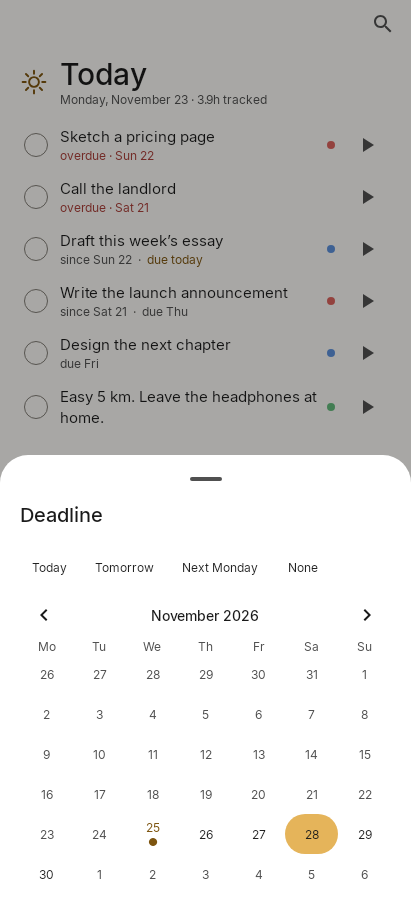 Today
Monday, November 23 · 3.9h tracked
Sketch a pricing page
overdue · Sun 22
Call the landlord
overdue · Sat 21
Draft this week’s essay
since Sun 22 · due today
Write the launch announcement
since Sat 21 · due Thu
Design the next chapter
due Fri
Easy 5 km. Leave the headphones at
home.
Deadline
Today Tomorrow Next Monday None
November 2026
Mo Tu We Th Fr Sa Su
26 27 28 29 30 31 1
2 3 4 5 6 7 8
9 10 11 12 13 14 15
16 17 18 19 20 21 22
23 24 25 26 27 28 29
30 1 2 3 4 5 6